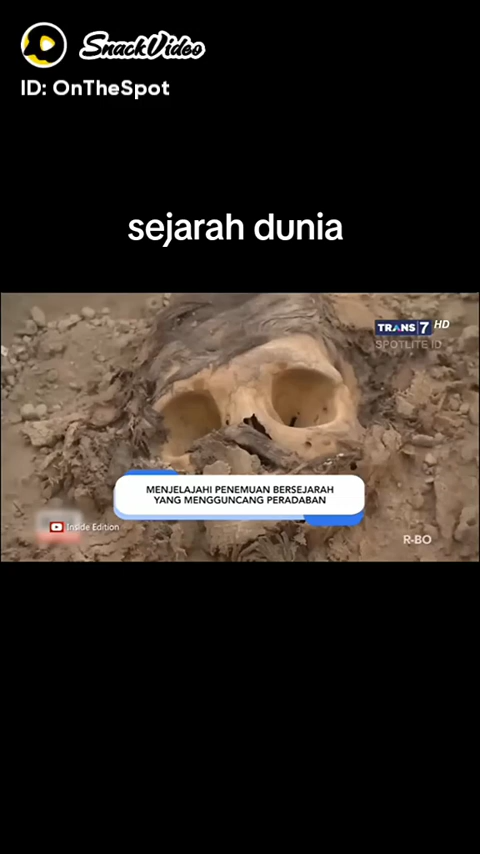 SnackVideo
ID: OnTheSpot
sejarah dunia
TRANS 7 HD
SPOTLITE ID
MENJELAJAHI PENEMUAN BERSEJARAH
YANG MENGGUNCANG PERADABAN
Inside Edition
R-BO